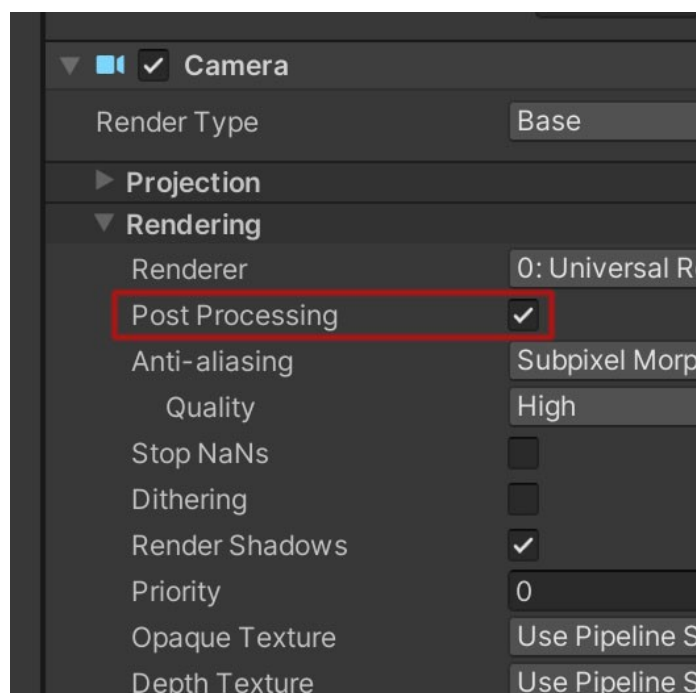 Camera
Render Type Base
Projection
Rendering
Renderer 0: Universal R
Post Processing
Anti-aliasing Subpixel Morp
Quality High
Stop NaNs
Dithering
Render Shadows
Priority 0
Opaque Texture Use Pipeline S
Depth Texture Use Pipeline S